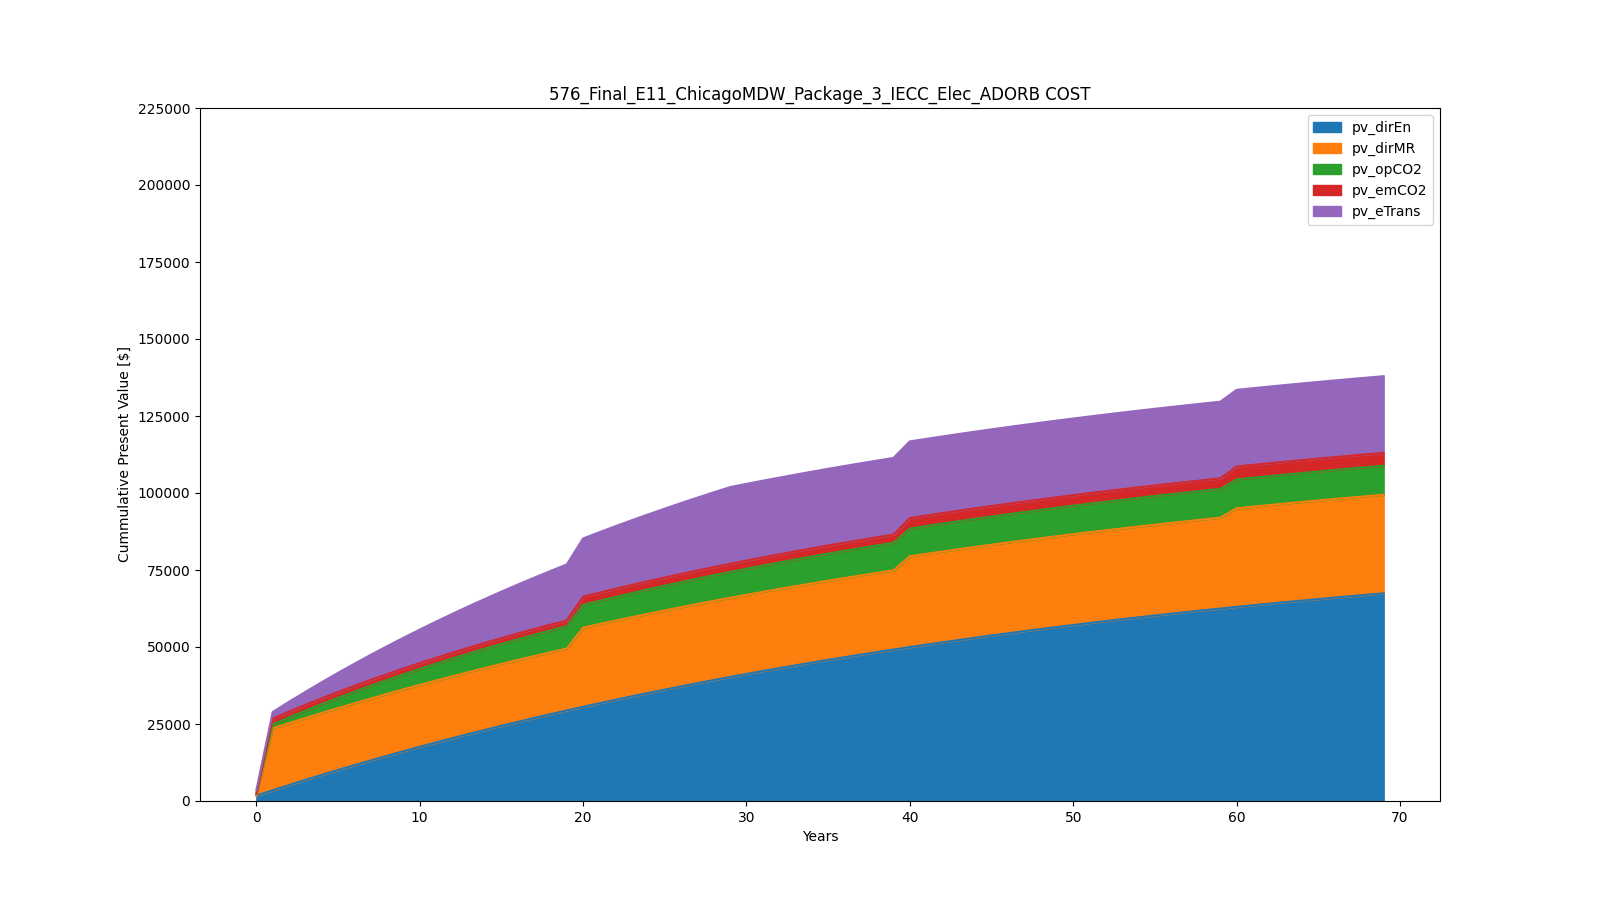 576_Final_E11_ChicagoMDW_Package_3_IECC_Elec_ADORB COST
225000
200000
175000
150000
125000
100000
75000
50000
25000
0
Cummulative Present Value [$]
pv_dirEn
pv_dirMR
pv_opCO2
pv_emCO2
pv_eTrans
0 10 20 30 40 50 60 70
Years